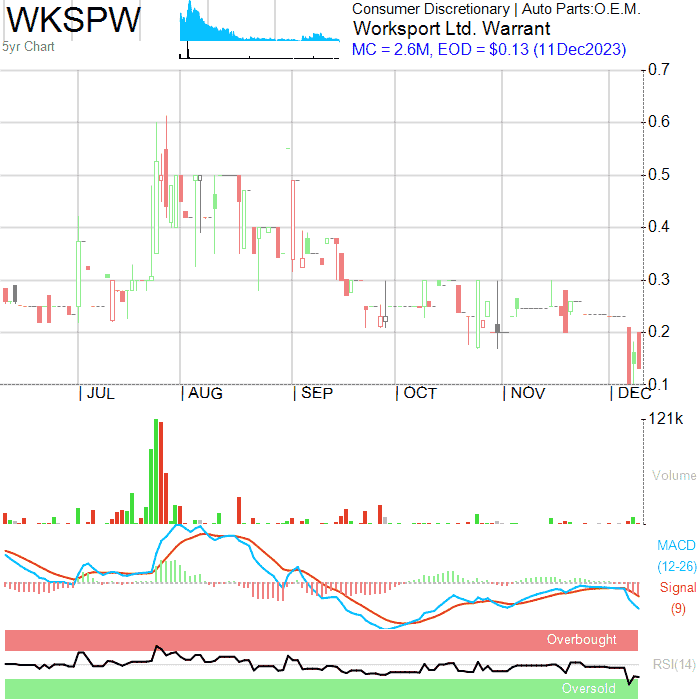 WKSPW
5yr Chart
Consumer Discretionary | Auto Parts:O.E.M.
Worksport Ltd. Warrant
MC = 2.6M, EOD = $0.13 (11Dec2023)
0.7
0.6
0.5
0.4
0.3
0.2
0.1
| JUL | AUG | SEP | OCT | NOV | DEC
121k
Volume
MACD
(12-26)
Signal
(9)
Overbought
RSI(14)
Oversold